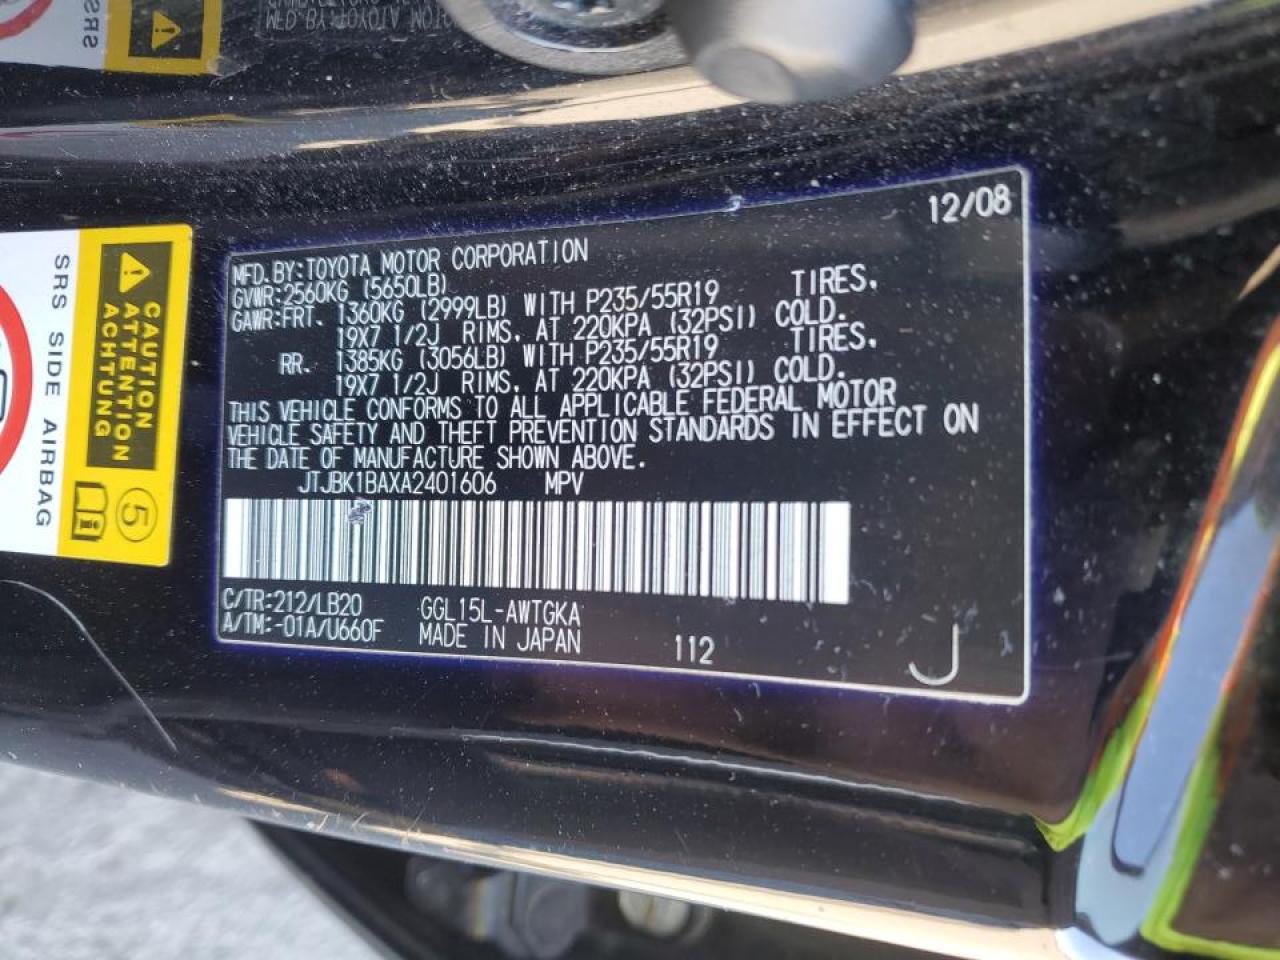 12/08
MFD. BY: TOYOTA MOTOR CORPORATION
GVWR: 2560KG (5650LB)
GAWR: FRT. 1360KG (2999LB) WITH P235/55R19 TIRES.
19X7 1/2J RIMS. AT 220KPA (32PSI) COLD.
RR. 1385KG (3056LB) WITH P235/55R19 TIRES.
19X7 1/2J RIMS. AT 220KPA (32PSI) COLD.
THIS VEHICLE CONFORMS TO ALL APPLICABLE FEDERAL MOTOR
VEHICLE SAFETY AND THEFT PREVENTION STANDARDS IN EFFECT ON
THE DATE OF MANUFACTURE SHOWN ABOVE.
JTJBK1BAXA2401606 MPV
C/TR: 212/LB20 GGL15L-AWTGKA
A/TM: -01A/U660F MADE IN JAPAN 112 J
CAUTION
ATTENTION
ACHTUNG
5
i
SRS SIDE AIRBAG
SRS